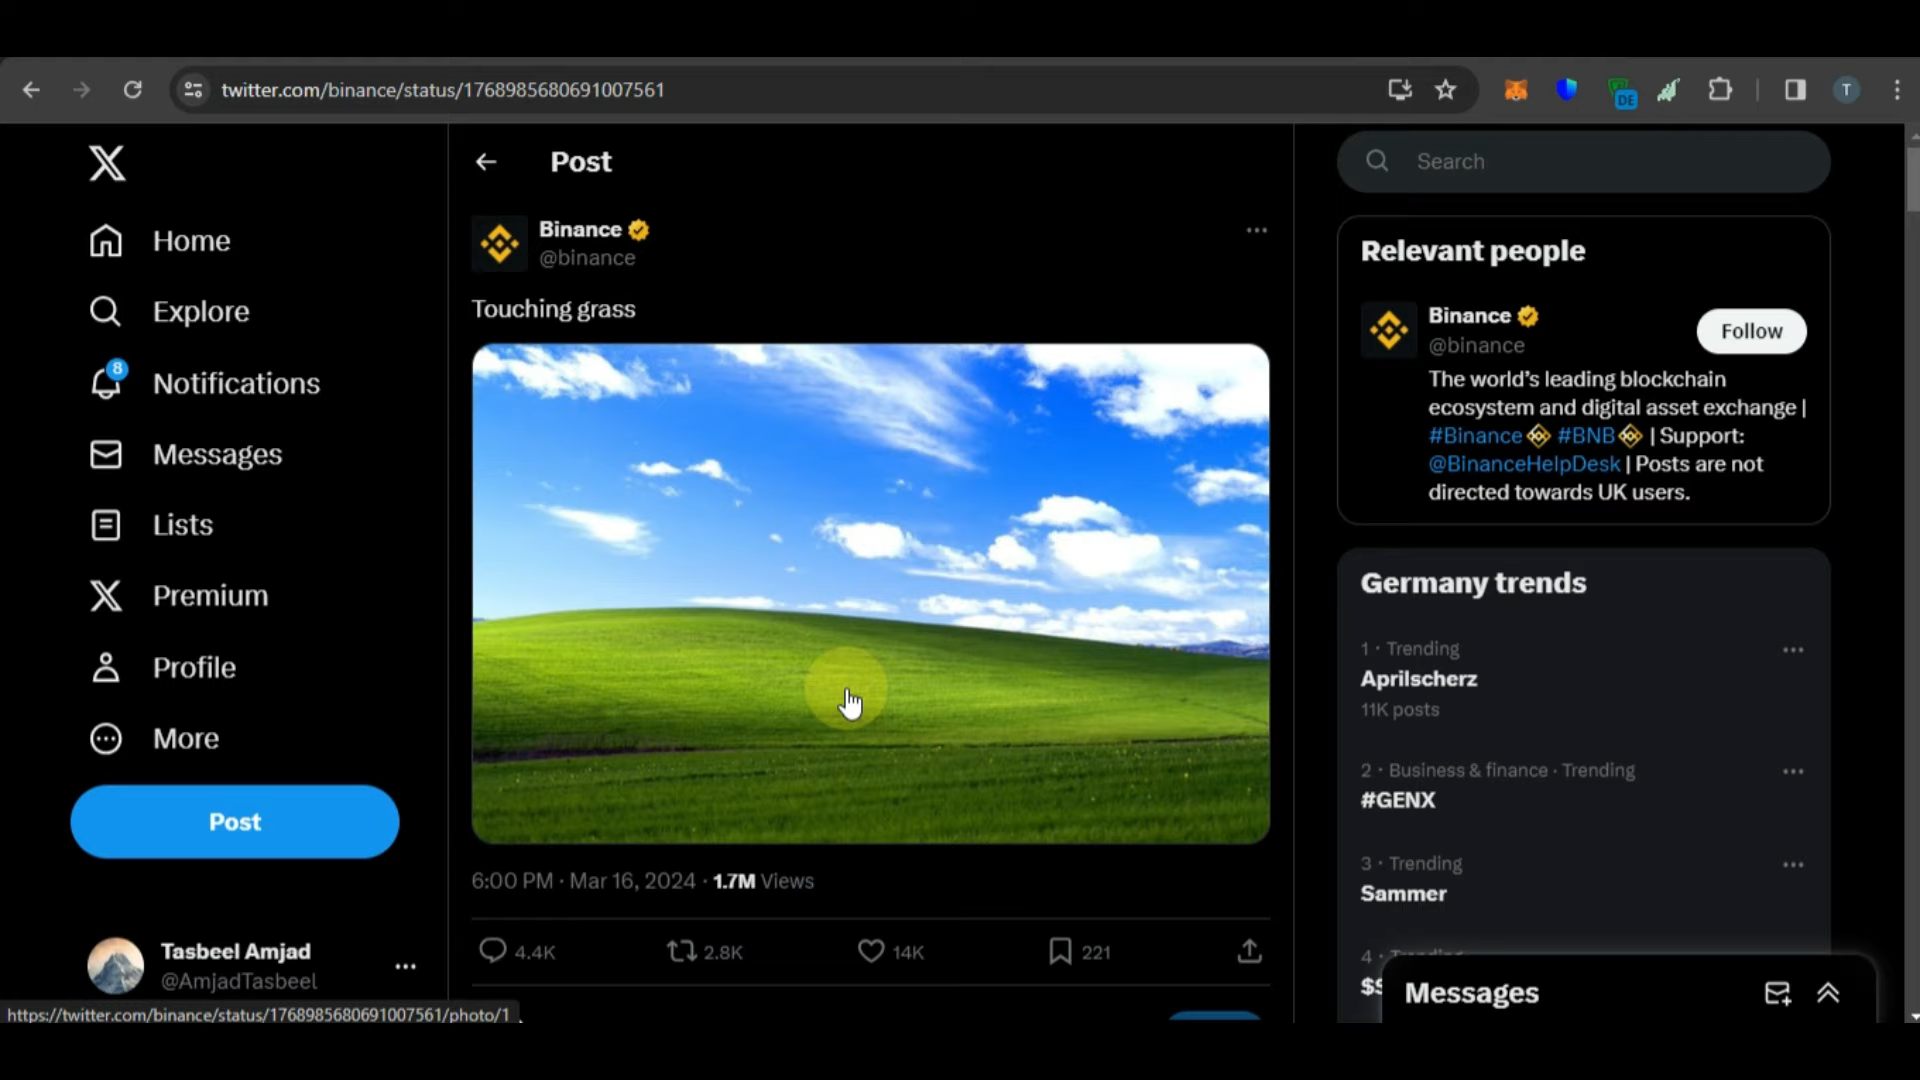 twitter.com/binance/status/1768985680691007561
DE
T
Home
Explore
8
Notifications
Messages
Lists
Premium
Profile
More
Post
Tasbeel Amjad
@AmjadTasbeel
https://twitter.com/binance/status/1768985680691007561/photo/1
Post
Binance
@binance
Touching grass
6:00 PM · Mar 16, 2024 · 1.7M Views
4.4K
2.8K
14K
221
Search
Relevant people
Binance
@binance
Follow
The world's leading blockchain
ecosystem and digital asset exchange |
#Binance #BNB | Support:
@BinanceHelpDesk | Posts are not
directed towards UK users.
Germany trends
1 · Trending
Aprilscherz
11K posts
2 · Business & finance · Trending
#GENX
3 · Trending
Sammer
4 · Trending
Messages